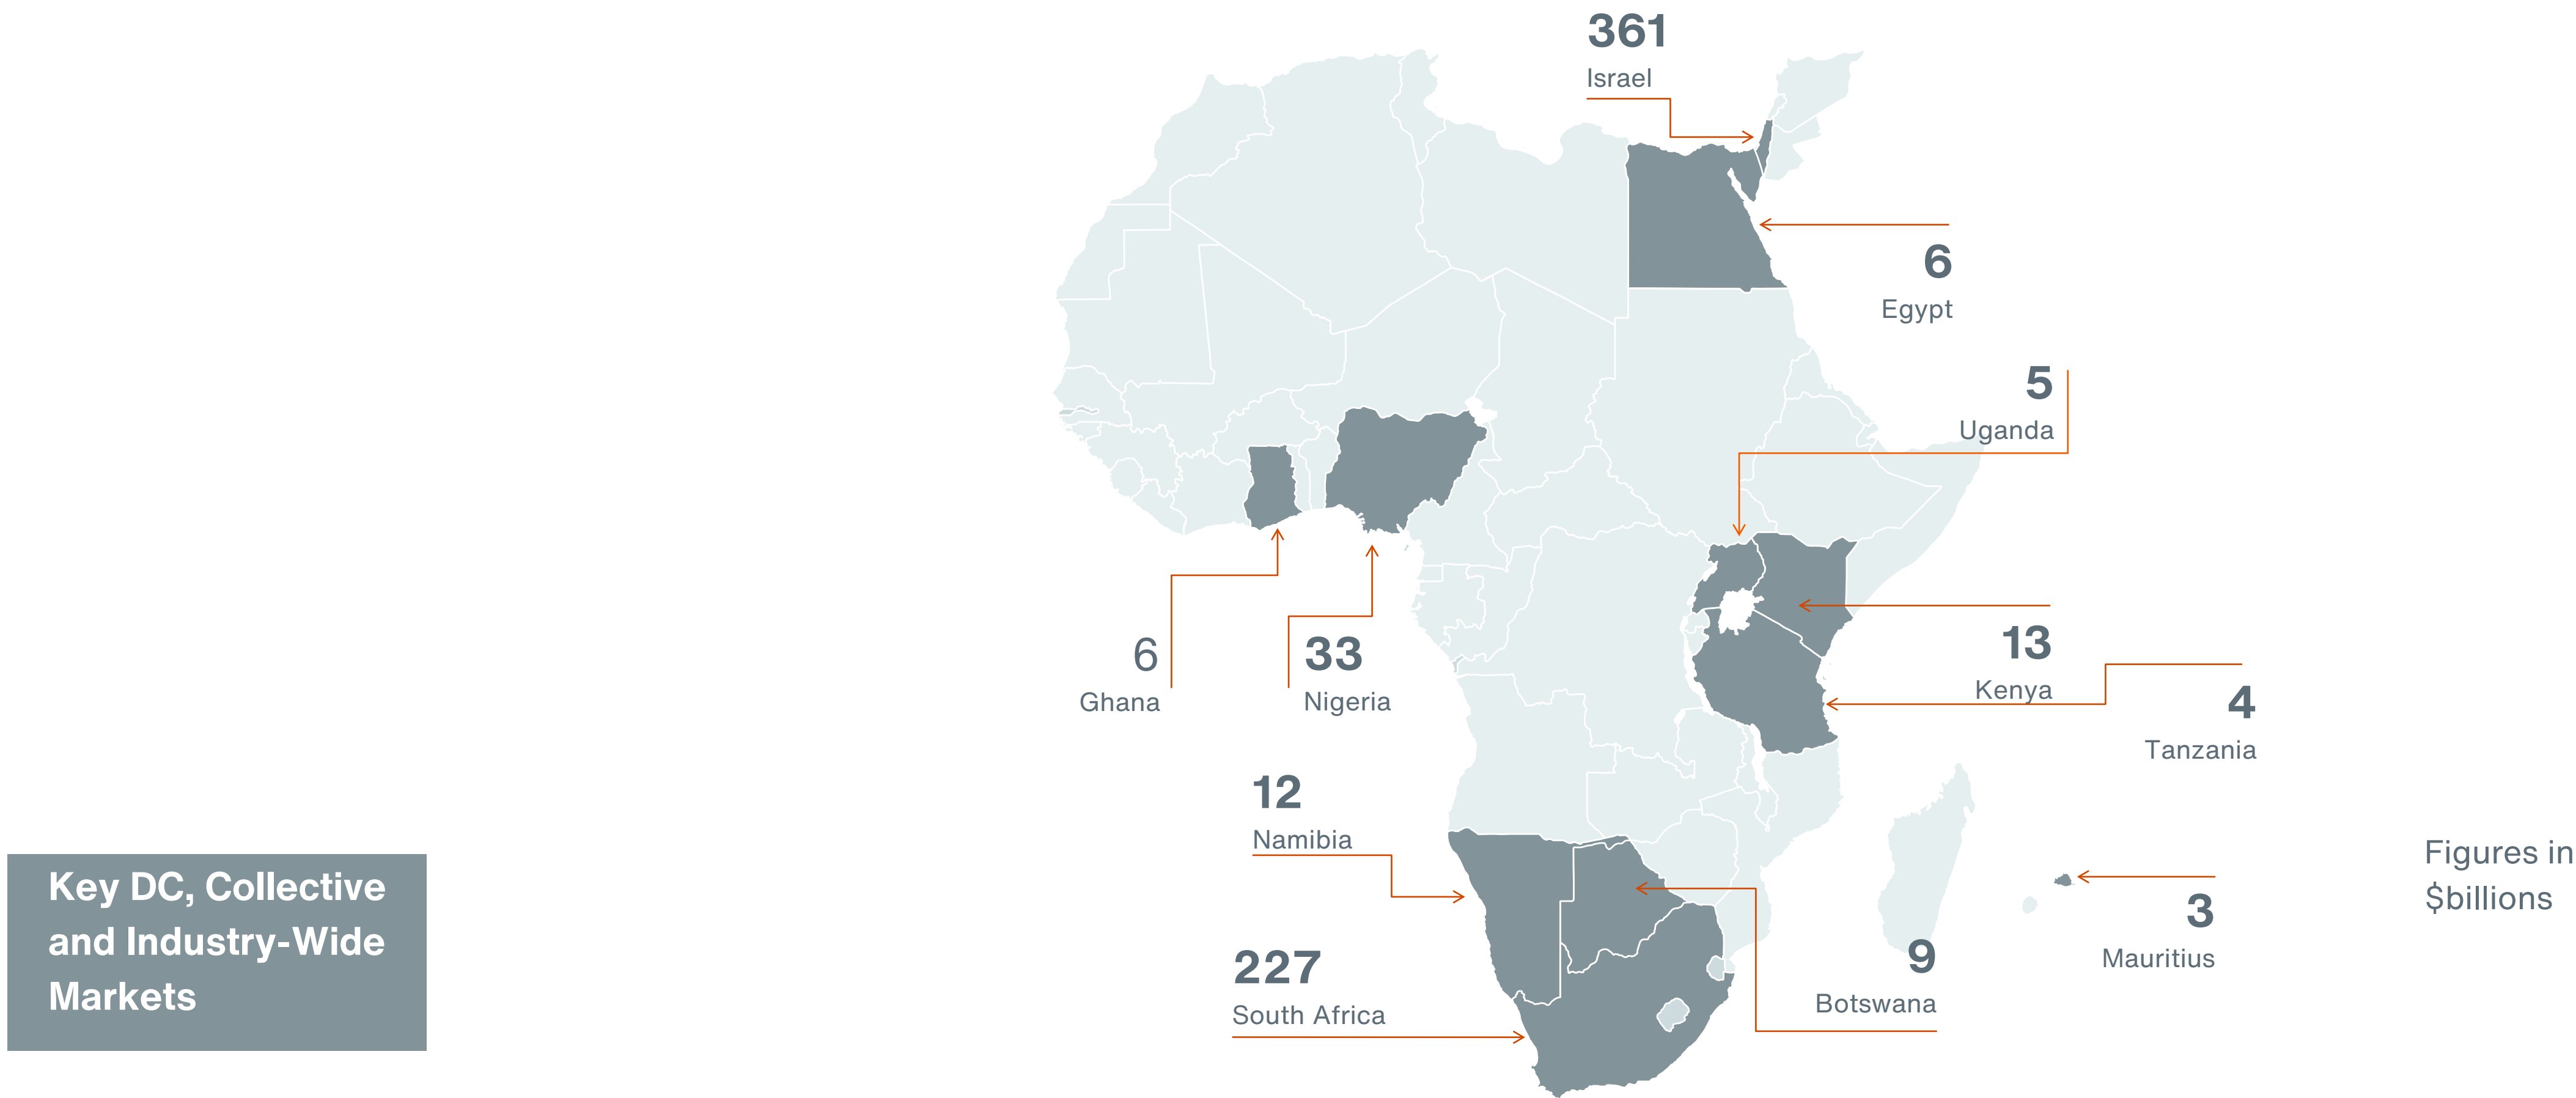 361
Israel
6
Egypt
5
Uganda
6
Ghana
33
Nigeria
13
Kenya
4
Tanzania
12
Namibia
227
South Africa
9
Botswana
3
Mauritius
Figures in
$billions
Key DC, Collective
and Industry-Wide
Markets